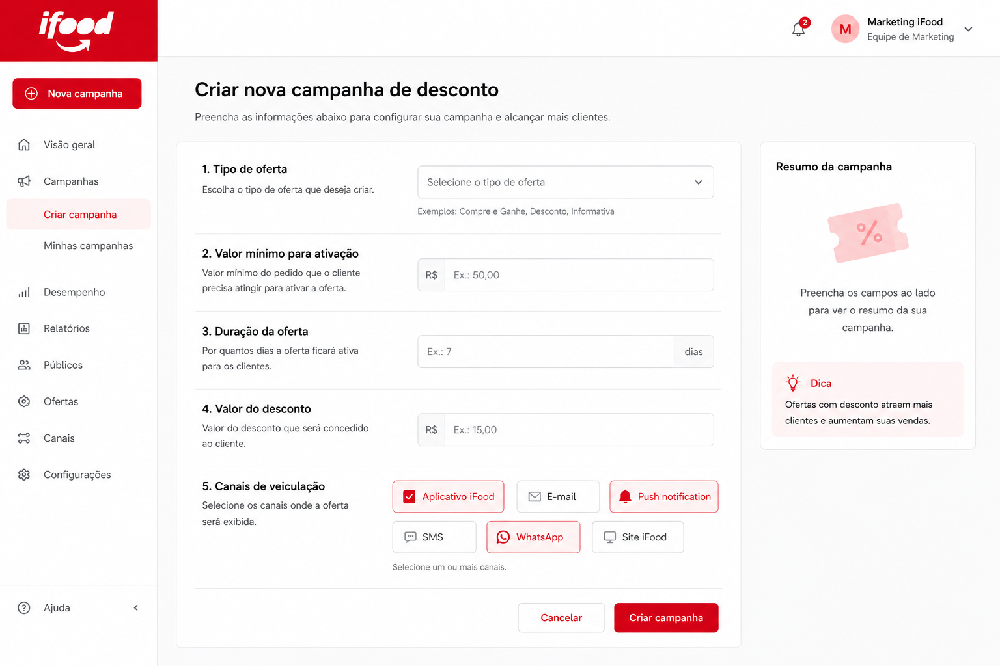 ifood
Nova campanha
Visão geral
Campanhas
Criar campanha
Minhas campanhas
Desempenho
Relatórios
Públicos
Ofertas
Canais
Configurações
Ajuda
2
M
Marketing iFood
Equipe de Marketing
Criar nova campanha de desconto
Preencha as informações abaixo para configurar sua campanha e alcançar mais clientes.
1. Tipo de oferta
Escolha o tipo de oferta que deseja criar.
Selecione o tipo de oferta
Exemplos: Compre e Ganhe, Desconto, Informativa
2. Valor mínimo para ativação
Valor mínimo do pedido que o cliente
precisa atingir para ativar a oferta.
R$ Ex.: 50,00
3. Duração da oferta
Por quantos dias a oferta ficará ativa
para os clientes.
Ex.: 7 dias
4. Valor do desconto
Valor do desconto que será concedido
ao cliente.
R$ Ex.: 15,00
5. Canais de veiculação
Selecione os canais onde a oferta
será exibida.
Aplicativo iFood E-mail Push notification
SMS WhatsApp Site iFood
Selecione um ou mais canais.
Cancelar Criar campanha
Resumo da campanha
%
Preencha os campos ao lado
para ver o resumo da sua
campanha.
Dica
Ofertas com desconto atraem mais
clientes e aumentam suas vendas.